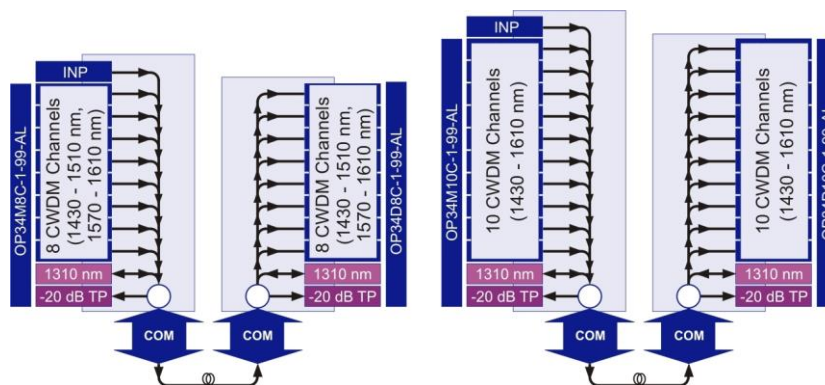 INP
OP34M8C-1-99-AL
8 CWDM Channels
(1430 - 1510 nm,
1570 - 1610 nm)
1310 nm
-20 dB TP
COM
8 CWDM Channels
(1430 - 1510 nm,
1570 - 1610 nm)
OP34D8C-1-99-AL
1310 nm
-20 dB TP
COM
INP
OP34M10C-1-99-AL
10 CWDM Channels
(1430 - 1610 nm)
1310 nm
-20 dB TP
COM
10 CWDM Channels
(1430 - 1610 nm)
1310 nm
-20 dB TP
COM